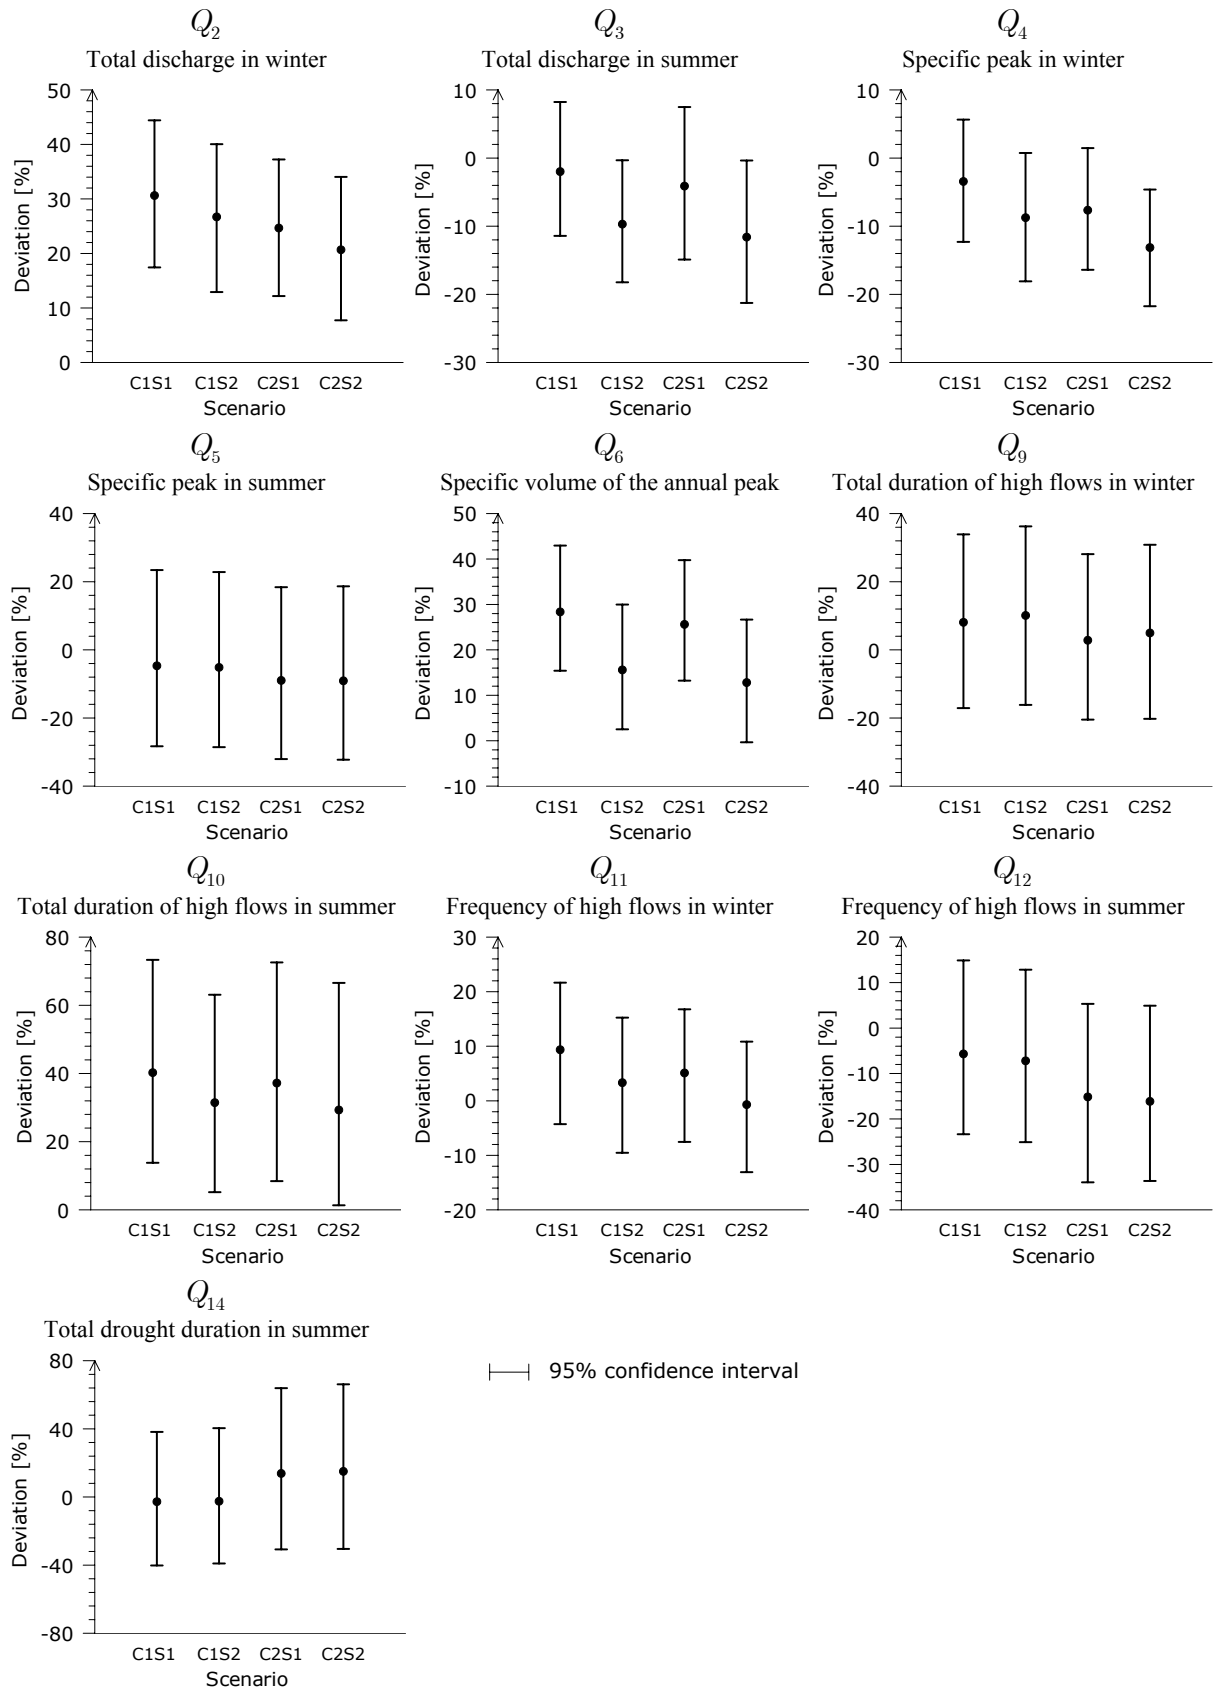 Q2 Q3 Q4
Total discharge in winter Total discharge in summer Specific peak in winter
50 40 30 20 10 0
Deviation [%]
C1S1 C1S2 C2S1 C2S2
Scenario
10 0 -10 -20 -30
Deviation [%]
C1S1 C1S2 C2S1 C2S2
Scenario
10 0 -10 -20 -30
Deviation [%]
C1S1 C1S2 C2S1 C2S2
Scenario
Q5 Q6 Q9
Specific peak in summer Specific volume of the annual peak Total duration of high flows in winter
40 20 0 -20 -40
Deviation [%]
C1S1 C1S2 C2S1 C2S2
Scenario
50 40 30 20 10 0 -10
Deviation [%]
C1S1 C1S2 C2S1 C2S2
Scenario
40 20 0 -20 -40
Deviation [%]
C1S1 C1S2 C2S1 C2S2
Scenario
Q10 Q11 Q12
Total duration of high flows in summer Frequency of high flows in winter Frequency of high flows in summer
80 60 40 20 0
Deviation [%]
C1S1 C1S2 C2S1 C2S2
Scenario
30 20 10 0 -10 -20
Deviation [%]
C1S1 C1S2 C2S1 C2S2
Scenario
20 10 0 -10 -20 -30 -40
Deviation [%]
C1S1 C1S2 C2S1 C2S2
Scenario
Q14
Total drought duration in summer
80 40 0 -40 -80
Deviation [%]
C1S1 C1S2 C2S1 C2S2
Scenario
95% confidence interval